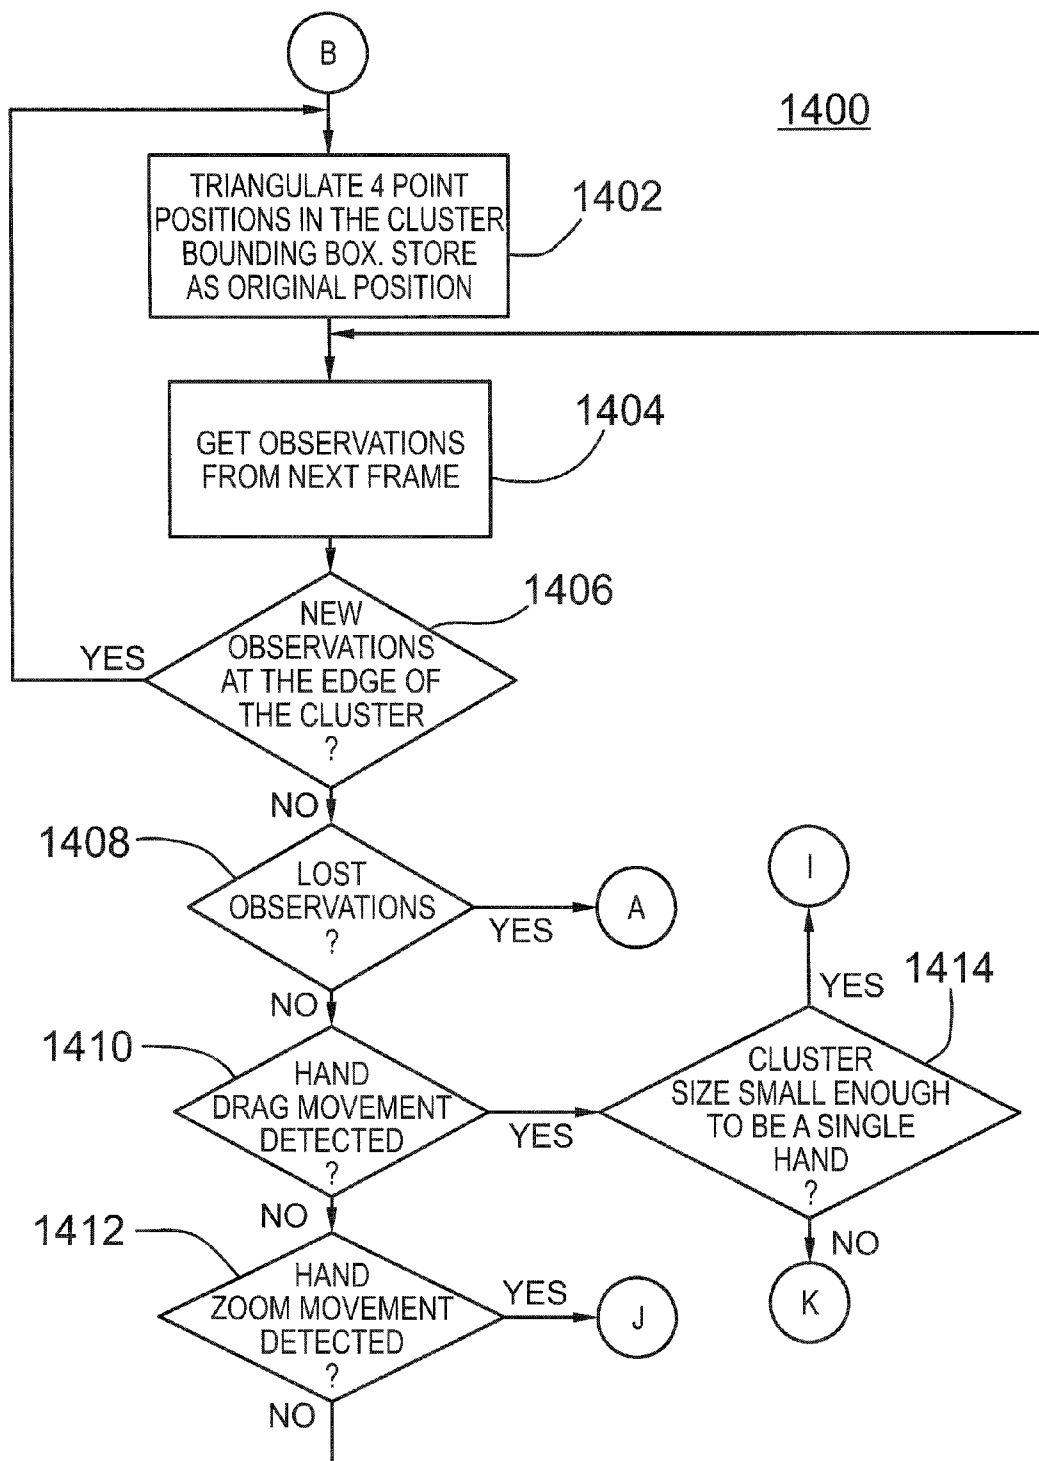 B
1400
TRIANGULATE 4 POINT
POSITIONS IN THE CLUSTER
BOUNDING BOX. STORE
AS ORIGINAL POSITION
1402
GET OBSERVATIONS
FROM NEXT FRAME
1404
NEW
OBSERVATIONS
AT THE EDGE OF
THE CLUSTER
?
1406
YES
NO
1408
LOST
OBSERVATIONS
?
YES
A
NO
1410
HAND
DRAG MOVEMENT
DETECTED
?
YES
I
YES
1414
CLUSTER
SIZE SMALL ENOUGH
TO BE A SINGLE
HAND
?
NO
K
NO
1412
HAND
ZOOM MOVEMENT
DETECTED
?
YES
J
NO